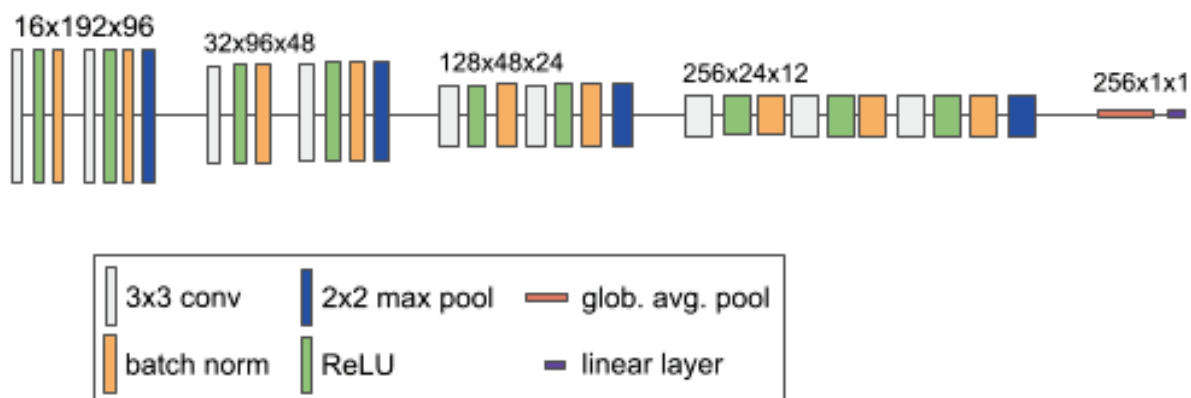 16x192x96
32x96x48
128x48x24
256x24x12
256x1x1
3x3 conv
2x2 max pool
glob. avg. pool
batch norm
ReLU
linear layer